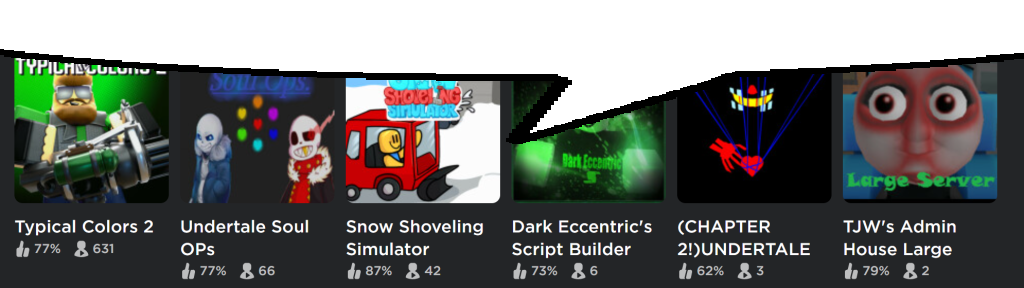 TYPICAL COLORS 2
Soul Ops.
SHOVELING
SIMULATOR
Dark Eccentric
S
Large Server
Typical Colors 2
77% 631
Undertale Soul
OPs
77% 66
Snow Shoveling
Simulator
87% 42
Dark Eccentric's
Script Builder
73% 6
(CHAPTER
2!)UNDERTALE
62% 3
TJW's Admin
House Large
79% 2